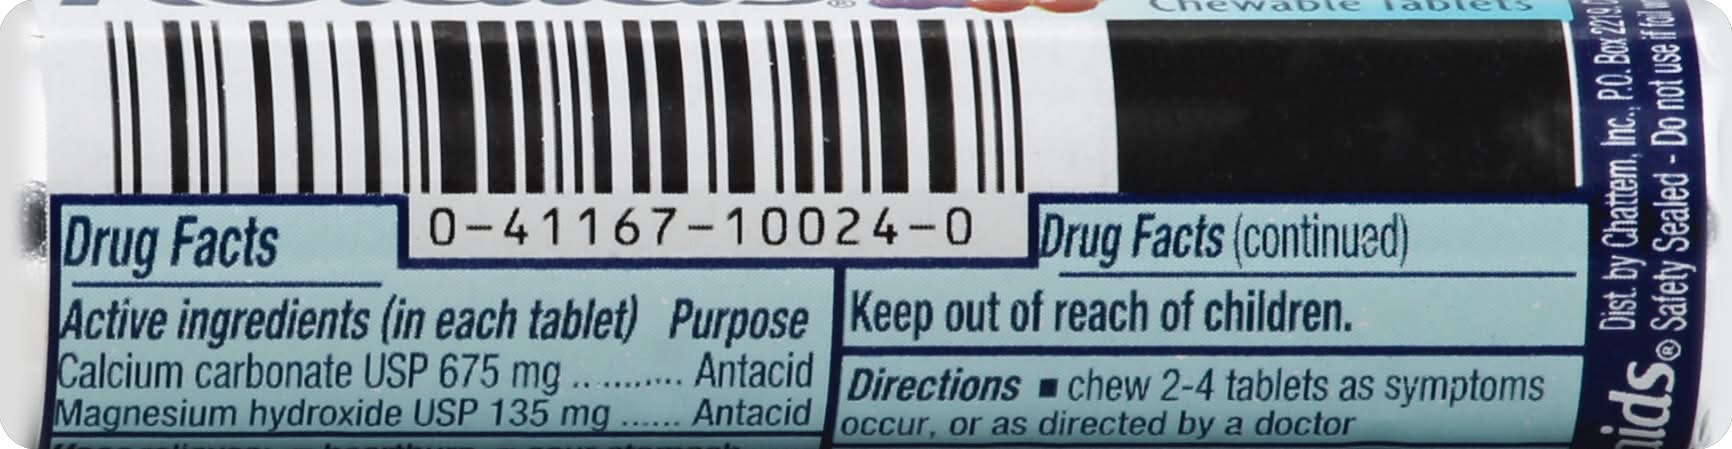 Chewable Tablets
0-41167-10024-0
Drug Facts
Active ingredients (in each tablet) Purpose
Calcium carbonate USP 675 mg .. ......... Antacid
Magnesium hydroxide USP 135 mg ...... Antacid
Drug Facts (continued)
Keep out of reach of children.
Directions ■ chew 2-4 tablets as symptoms
occur, or as directed by a doctor
Dist. by Chattem, Inc., P.O. Box 2219
® Safety Sealed - Do not use if foil